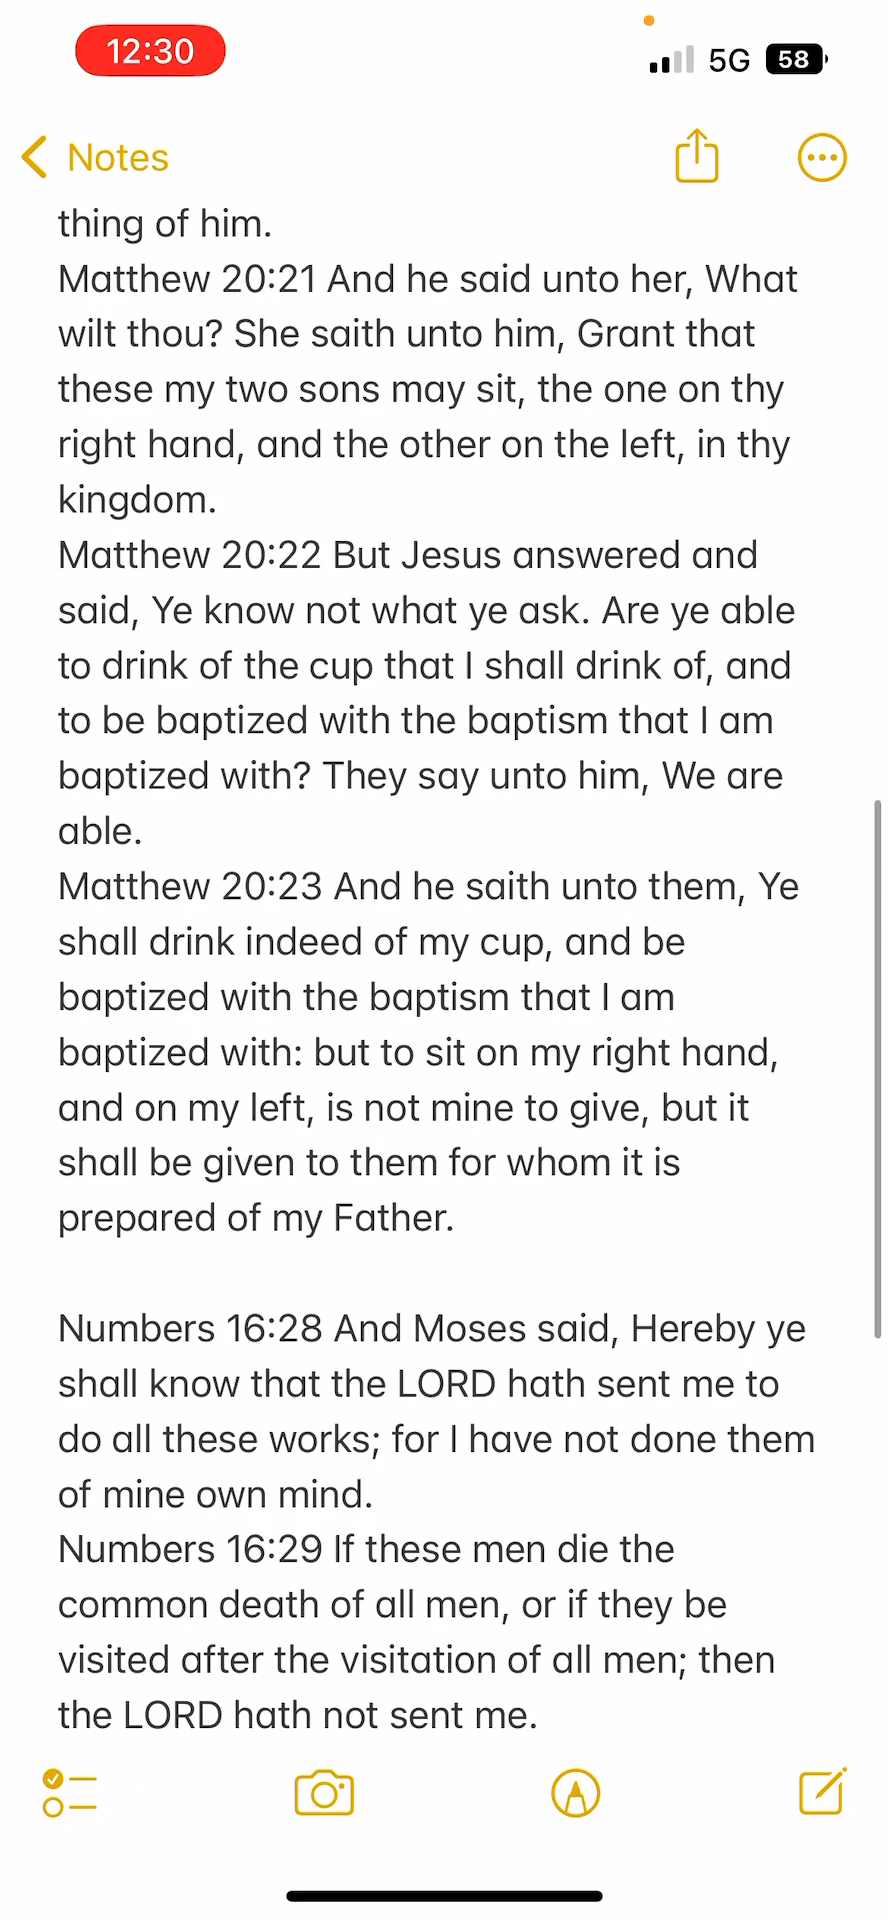 12:30
5G 58
Notes
thing of him.
Matthew 20:21 And he said unto her, What
wilt thou? She saith unto him, Grant that
these my two sons may sit, the one on thy
right hand, and the other on the left, in thy
kingdom.
Matthew 20:22 But Jesus answered and
said, Ye know not what ye ask. Are ye able
to drink of the cup that I shall drink of, and
to be baptized with the baptism that I am
baptized with? They say unto him, We are
able.
Matthew 20:23 And he saith unto them, Ye
shall drink indeed of my cup, and be
baptized with the baptism that I am
baptized with: but to sit on my right hand,
and on my left, is not mine to give, but it
shall be given to them for whom it is
prepared of my Father.
Numbers 16:28 And Moses said, Hereby ye
shall know that the LORD hath sent me to
do all these works; for I have not done them
of mine own mind.
Numbers 16:29 If these men die the
common death of all men, or if they be
visited after the visitation of all men; then
the LORD hath not sent me.